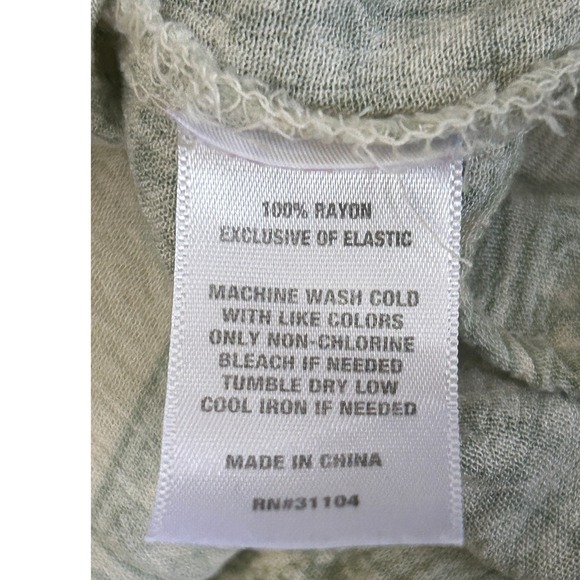 100% RAYON
EXCLUSIVE OF ELASTIC
MACHINE WASH COLD
WITH LIKE COLORS
ONLY NON-CHLORINE
BLEACH IF NEEDED
TUMBLE DRY LOW
COOL IRON IF NEEDED
MADE IN CHINA
RN#31104